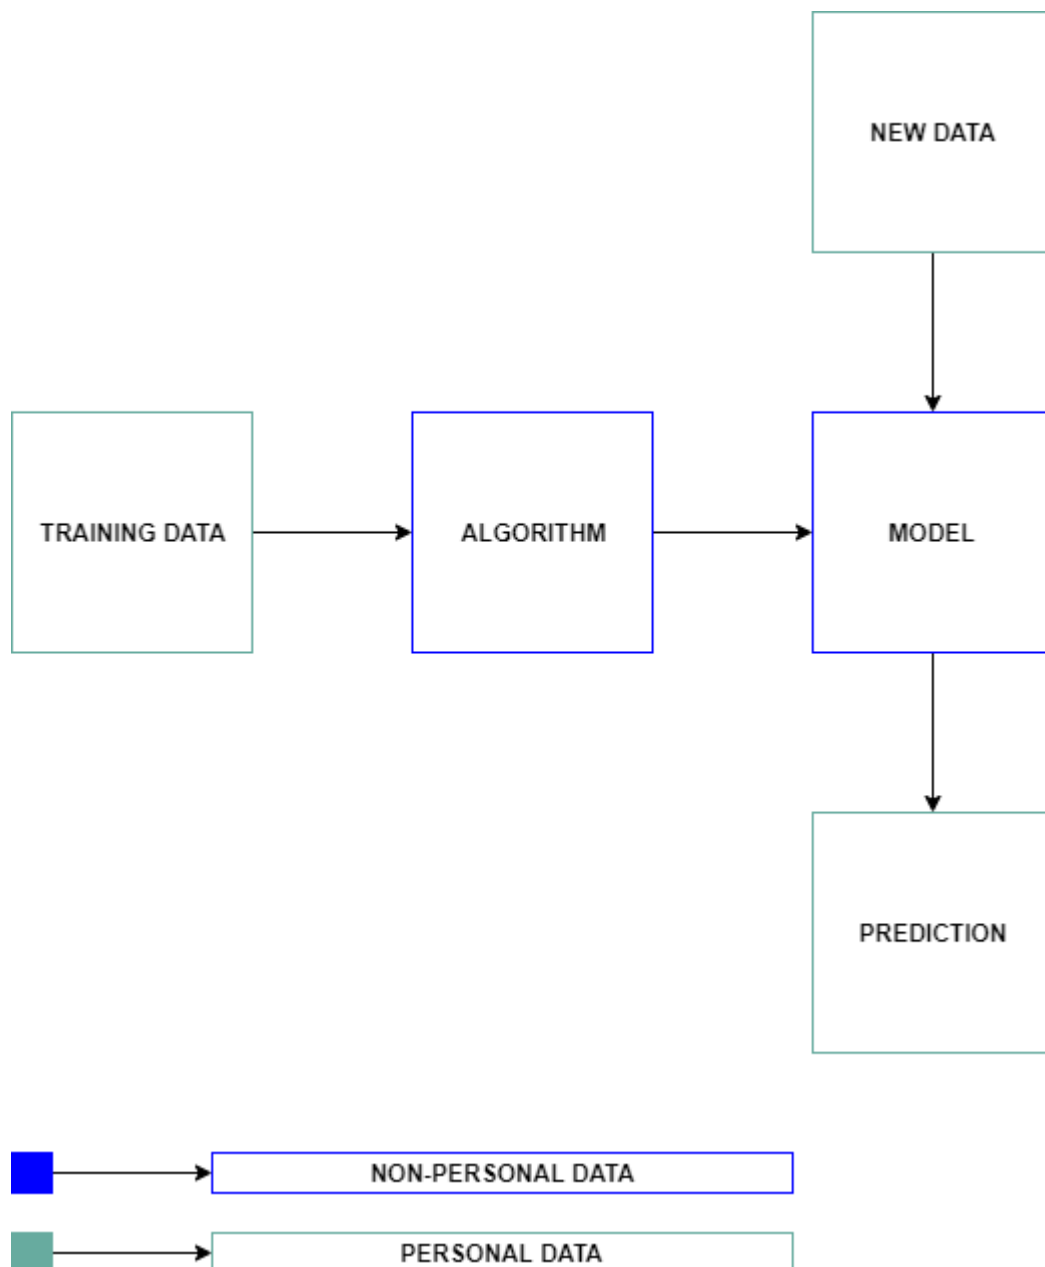 NEW DATA
TRAINING DATA
ALGORITHM
MODEL
PREDICTION
NON-PERSONAL DATA
PERSONAL DATA